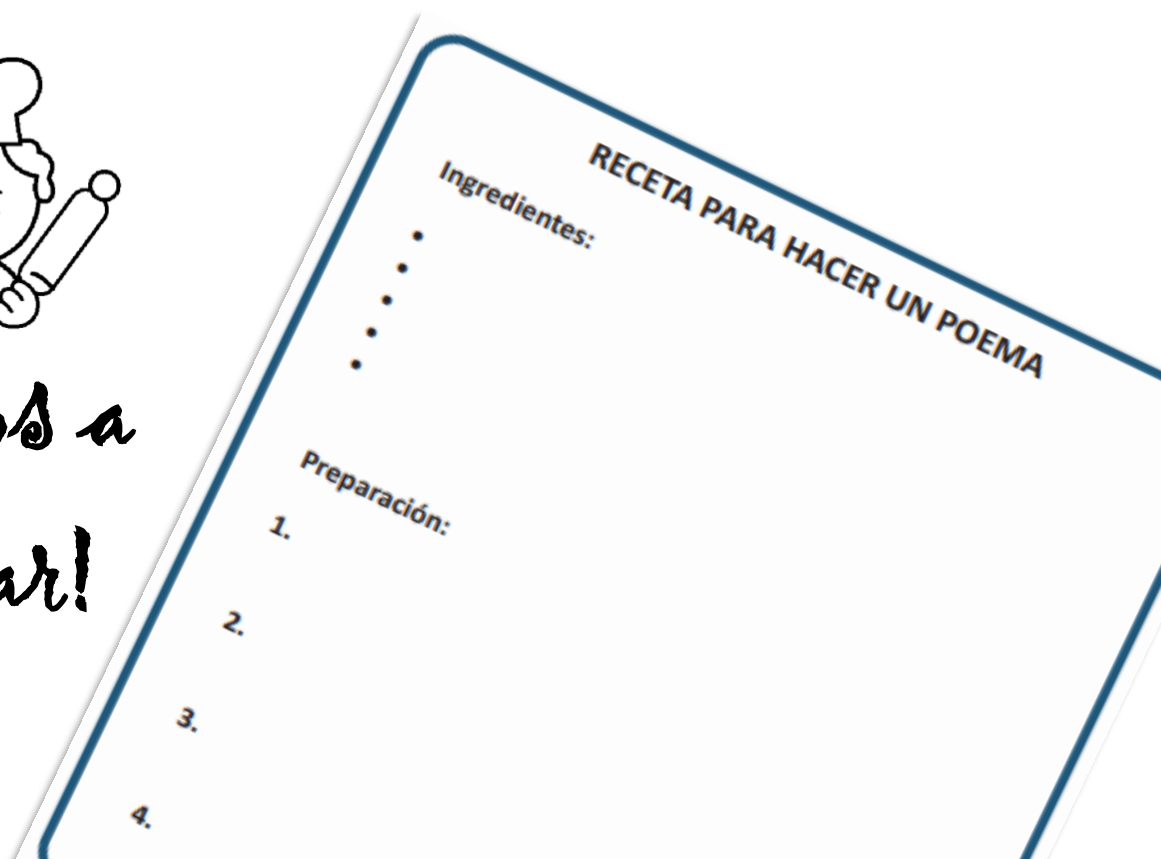 RECETA PARA HACER UN POEMA
Ingredientes:
•
•
•
•
•
Preparación:
1.
2.
3.
4.
a